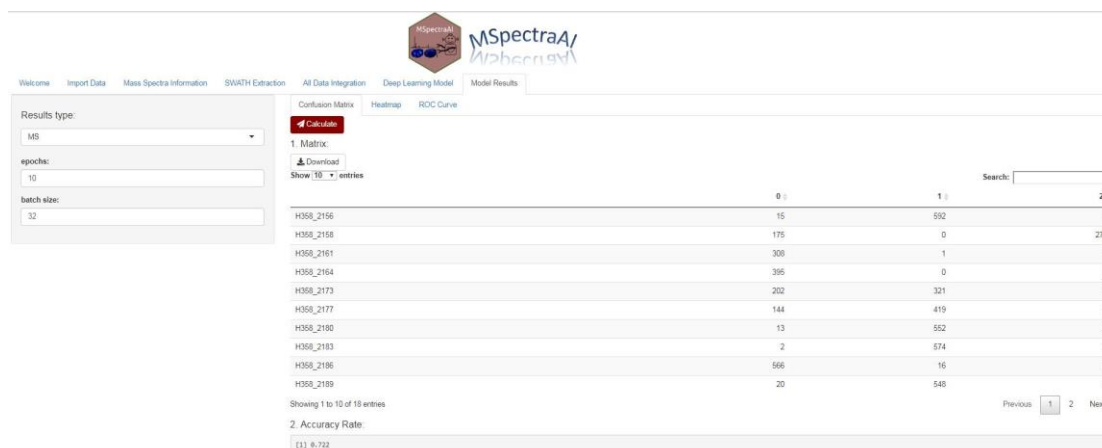 MSpectraAI
MSpectraAI
Welcome Import Data Mass Spectra Information SWATH Extraction All Data Integration Deep Learning Model Model Results
Results type:
MS
epochs:
10
batch size:
32
Confusion Matrix Heatmap ROC Curve
Calculate
1. Matrix:
Download
Show 10 entries
Search:
0 1 2
H358_2156 15 592
H358_2158 175 0
H358_2161 308 1
H358_2164 395 0
H358_2173 202 321
H358_2177 144 419
H358_2180 13 552
H358_2183 2 574
H358_2186 566 16
H358_2189 20 548
Showing 1 to 10 of 18 entries
Previous 1 2 Nex
2. Accuracy Rate:
[1] 0.722